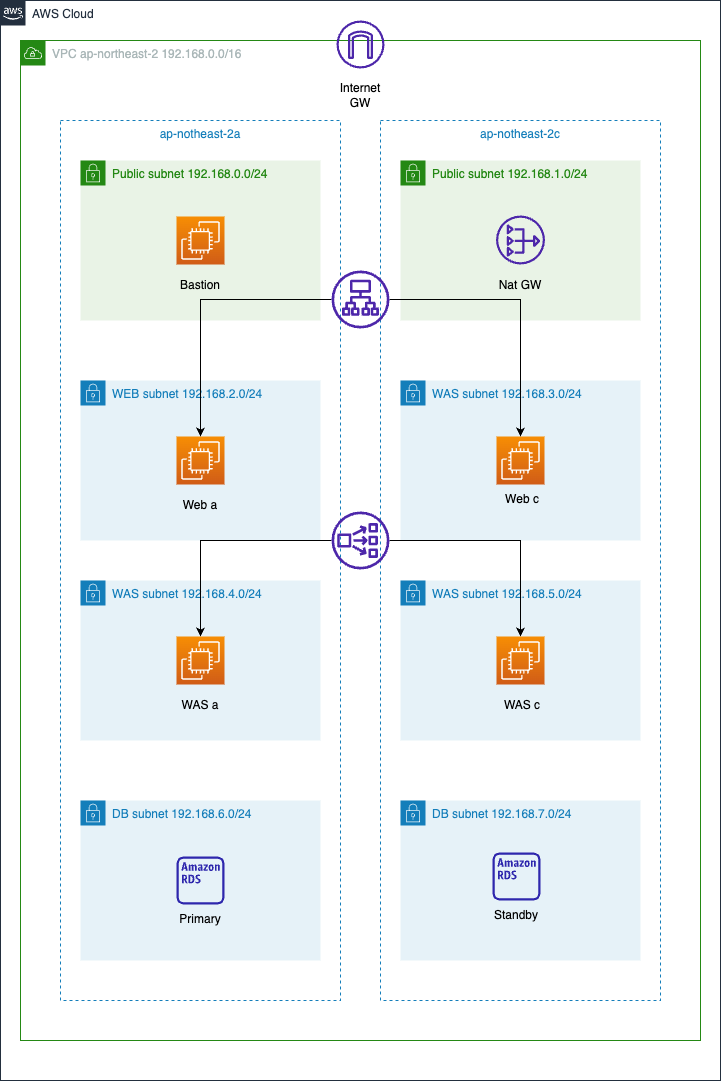 aws
AWS Cloud
VPC ap-northeast-2 192.168.0.0/16
Internet
GW
ap-notheast-2a
ap-notheast-2c
Public subnet 192.168.0.0/24
Public subnet 192.168.1.0/24
Bastion
Nat GW
WEB subnet 192.168.2.0/24
WAS subnet 192.168.3.0/24
Web a
Web c
WAS subnet 192.168.4.0/24
WAS subnet 192.168.5.0/24
WAS a
WAS c
DB subnet 192.168.6.0/24
DB subnet 192.168.7.0/24
Amazon
RDS
Primary
Amazon
RDS
Standby